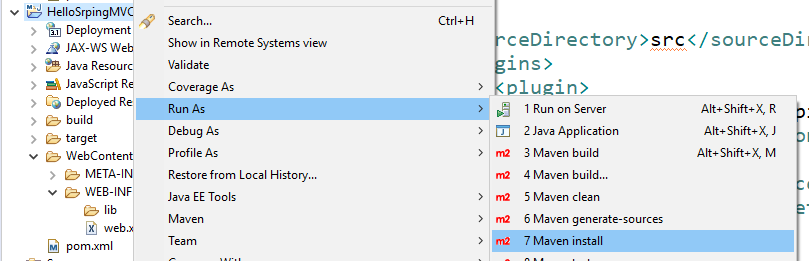 HelloSrpingMVC
Deployment
JAX-WS Web
Java Resourc
JavaScript Re
Deployed Re
build
target
WebContent
META-IN
WEB-INF
lib
web.x
pom.xml
Search... Ctrl+H
Show in Remote Systems view
Validate
Coverage As
Run As
Debug As
Profile As
Restore from Local History...
Java EE Tools
Maven
Team
rceDirectory>src</sourceDi
gins>
<plugin>
1 Run on Server Alt+Shift+X, R
2 Java Application Alt+Shift+X, J
m2 3 Maven build Alt+Shift+X, M
m2 4 Maven build...
m2 5 Maven clean
m2 6 Maven generate-sources
m2 7 Maven install